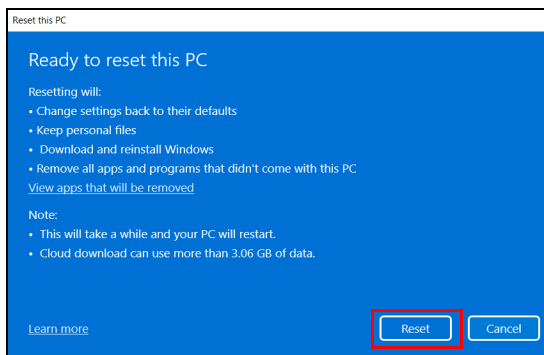 Reset this PC
Ready to reset this PC
Resetting will:
• Change settings back to their defaults
• Keep personal files
• Download and reinstall Windows
• Remove all apps and programs that didn't come with this PC
View apps that will be removed
Note:
• This will take a while and your PC will restart.
• Cloud download can use more than 3.06 GB of data.
Learn more
Reset
Cancel